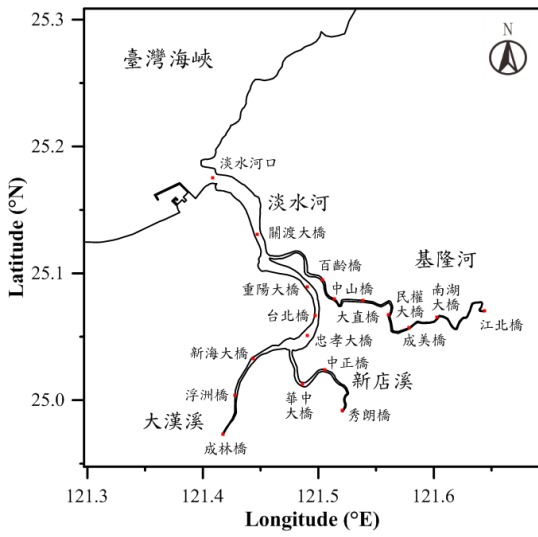 25.3
臺灣海峽
N
25.2
淡水河口
淡水河
關渡大橋
基隆河
百齡橋
Latitude (°N)
25.1
重陽大橋
中山橋
民權
大橋
南湖
大橋
大直橋
台北橋
成美橋
江北橋
忠孝大橋
新海大橋
中正橋
浮洲橋
新店溪
25.0
華中
大橋
大漢溪
秀朗橋
成林橋
121.3
121.4
121.5
121.6
Longitude (°E)